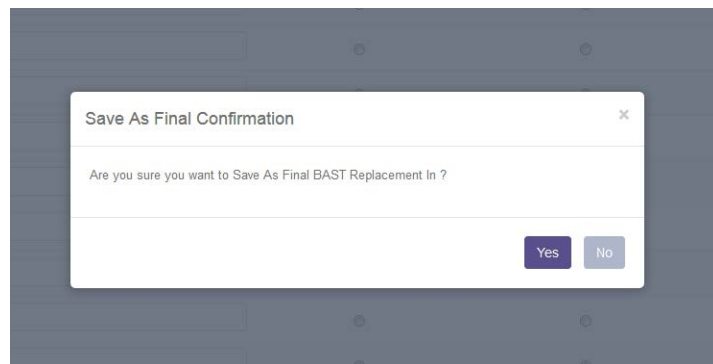 Save As Final Confirmation
×
Are you sure you want to Save As Final BAST Replacement In ?
Yes
No